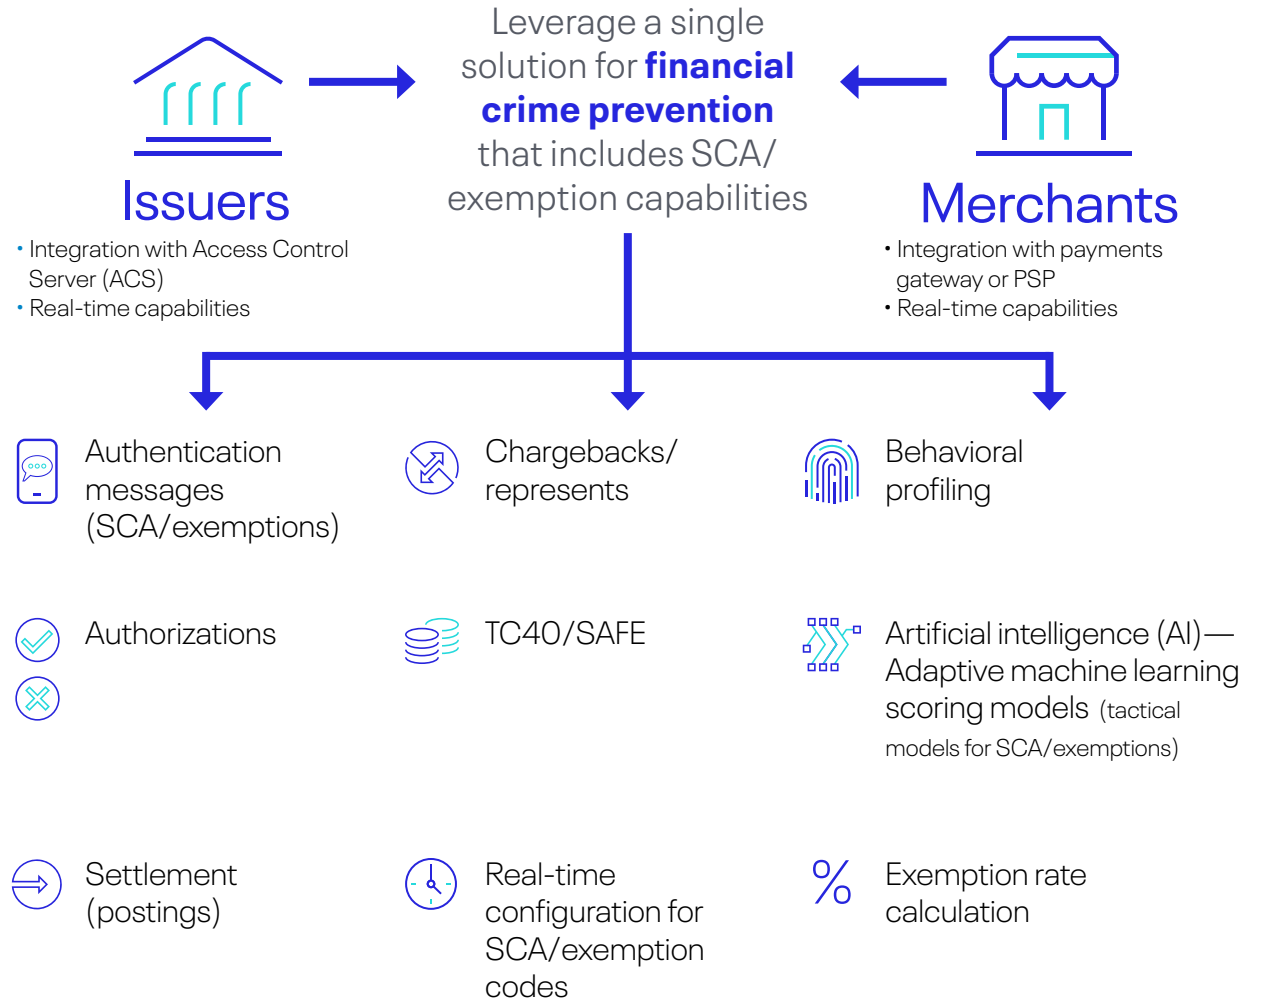 Leverage a single
solution for financial
crime prevention
that includes SCA/
exemption capabilities
Issuers
• Integration with Access Control
Server (ACS)
• Real-time capabilities
Merchants
• Integration with payments
gateway or PSP
• Real-time capabilities
Authentication
messages
(SCA/exemptions)
Chargebacks/
represents
Behavioral
profiling
Authorizations
TC40/SAFE
Artificial intelligence (AI)—
Adaptive machine learning
scoring models (tactical
models for SCA/exemptions)
Settlement
(postings)
Real-time
configuration for
SCA/exemption
codes
%
Exemption rate
calculation